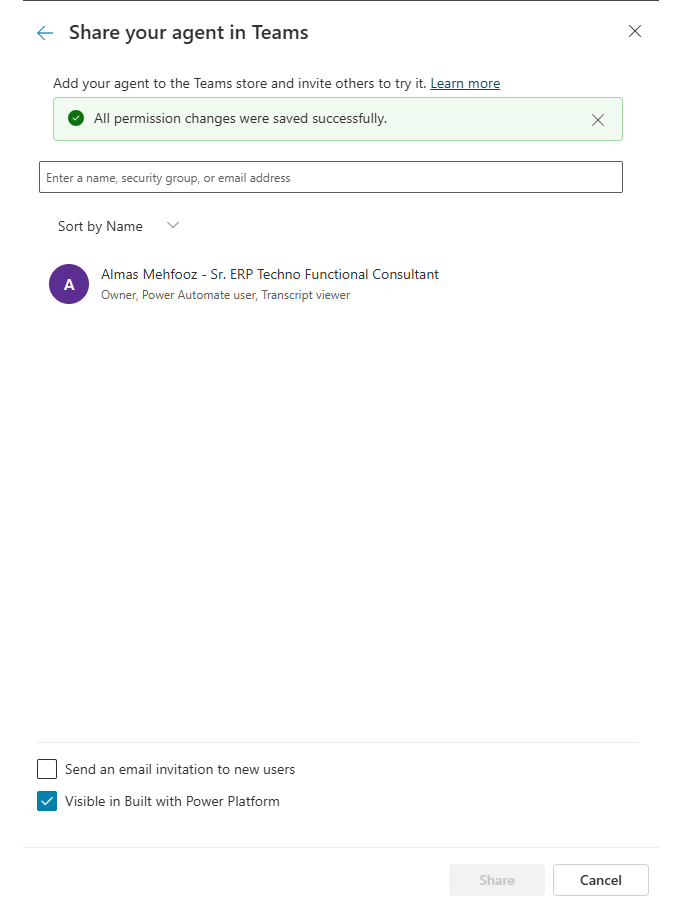 Share your agent in Teams
Add your agent to the Teams store and invite others to try it. Learn more
All permission changes were saved successfully.
Enter a name, security group, or email address
Sort by Name
A
Almas Mehfooz - Sr. ERP Techno Functional Consultant
Owner, Power Automate user, Transcript viewer
Send an email invitation to new users
Visible in Built with Power Platform
Share
Cancel